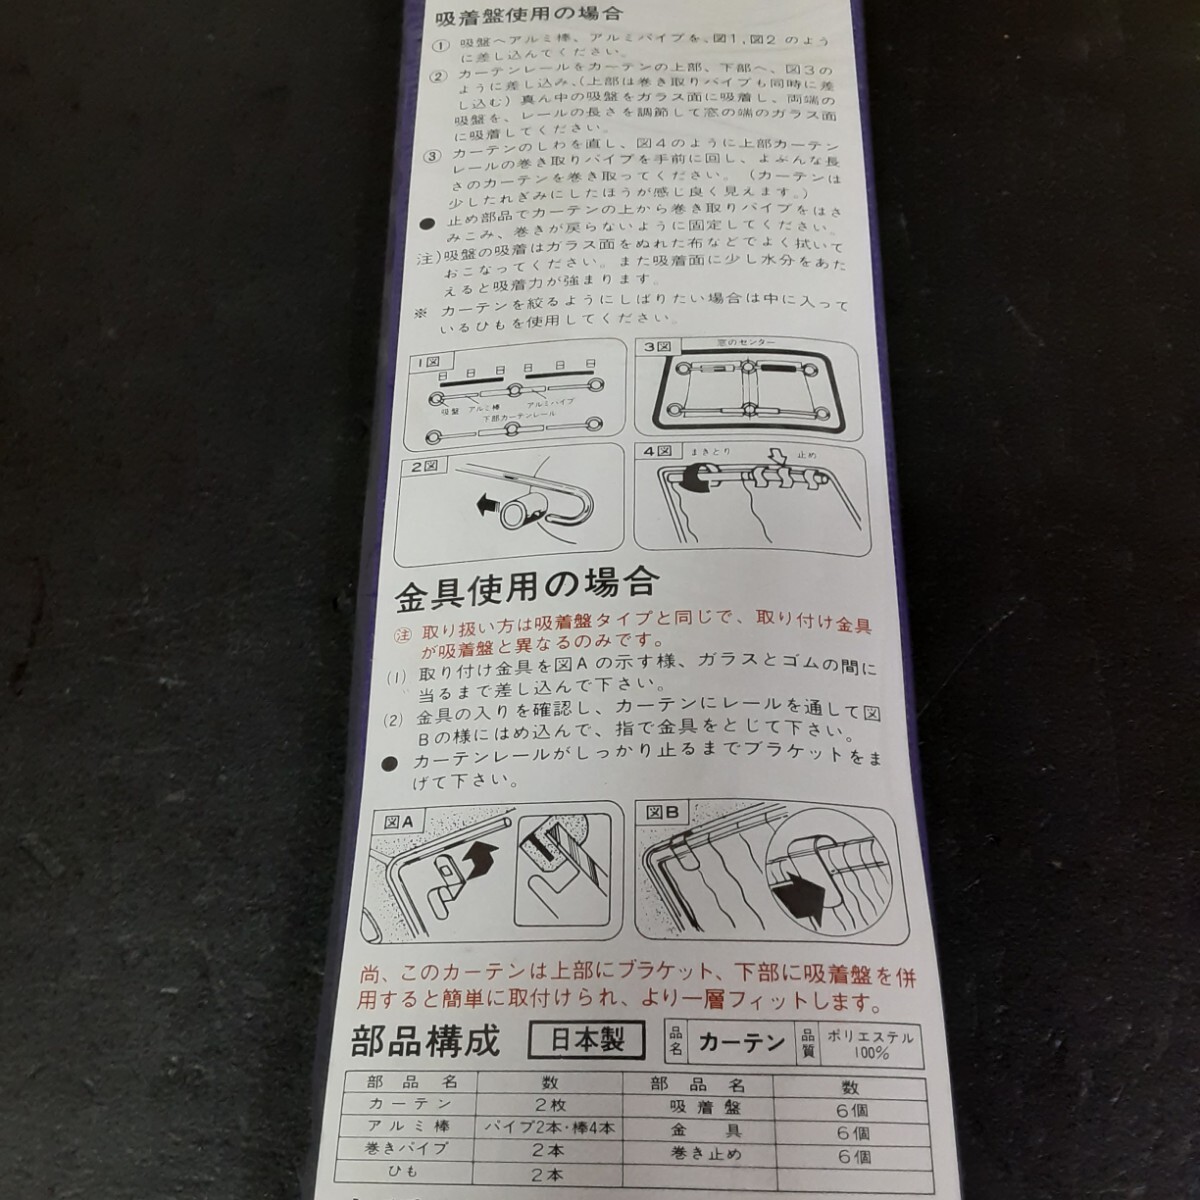 吸着盤使用の場合
① 吸盤へアルミ棒、アルミパイプを、図1,図2のよう
に差し込んでください。
② カーテンレールをカーテンの上部、下部へ、図3の
ように差し込み、(上部は巻き取りパイプも同時に差
し込む)真ん中の吸盤をガラス面に吸着し、両端の
吸盤を、レールの長さを調節して窓の端のガラス面
に吸着してください。
③ カーテンのしわを直し、図4のように上部カーテン
レールの巻き取りパイプを手前に回し、よぶんな長
さのカーテンを巻き取ってください。(カーテンは
少したれぎみにしたほうが感じ良く見えます。)
● 止め部品でカーテンの上から巻き取りパイプをはさ
みこみ、巻きが戻らないように固定してください。
注)吸盤の吸着はガラス面をぬれた布などでよく拭いて
おこなってください。また吸着面に少し水分をあた
えると吸着力が強まります。
※ カーテンを絞るようにしばりたい場合は中に入って
いるひもを使用してください。
1図
吸盤 アルミ棒 アルミパイプ
下部カーテンレール
3図 窓のセンター
2図
4図 まきとり 止め
金具使用の場合
㊟ 取り扱い方は吸着盤タイプと同じで、取り付け金具
が吸着盤と異なるのみです。
(1) 取り付け金具を図Aの示す様、ガラスとゴムの間に
当るまで差し込んで下さい。
(2) 金具の入りを確認し、カーテンにレールを通して図
Bの様にはめ込んで、指で金具をとじて下さい。
● カーテンレールがしっかり止るまでブラケットをま
げて下さい。
図A
図B
尚、このカーテンは上部にブラケット、下部に吸着盤を併
用すると簡単に取付けられ、より一層フィットします。
部品構成 日本製 品名 カーテン 品質 ポリエステル100%
部品名 数 部品名 数
カーテン 2枚 吸着盤 6個
アルミ棒 パイプ2本・棒4本 金具 6個
巻きパイプ 2本 巻き止め 6個
ひも 2本